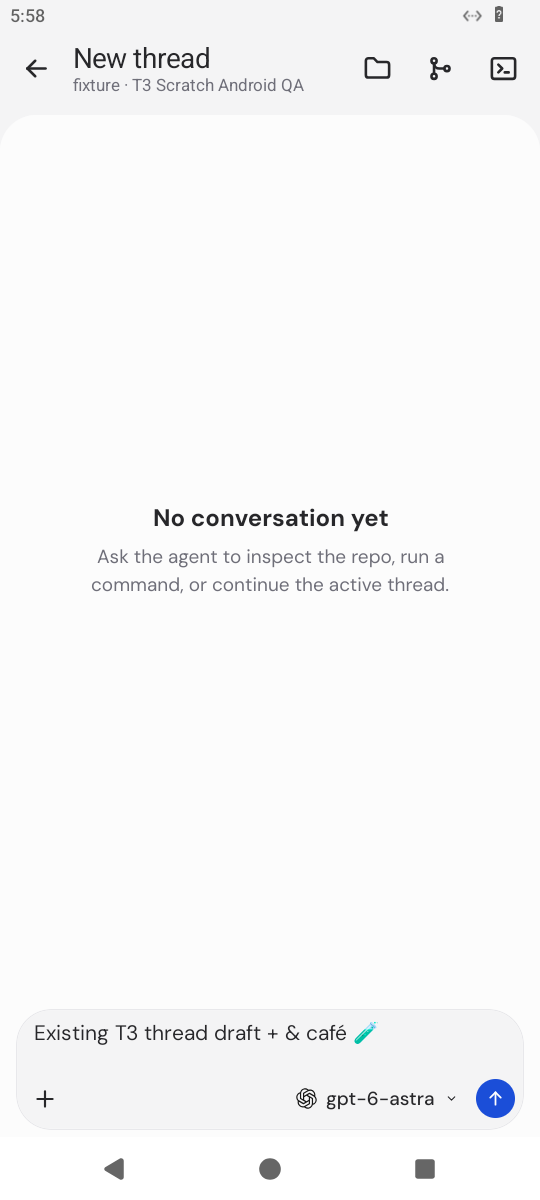 5:58
New thread
fixture · T3 Scratch Android QA
No conversation yet
Ask the agent to inspect the repo, run a
command, or continue the active thread.
Existing T3 thread draft + & café 🧪
gpt-6-astra